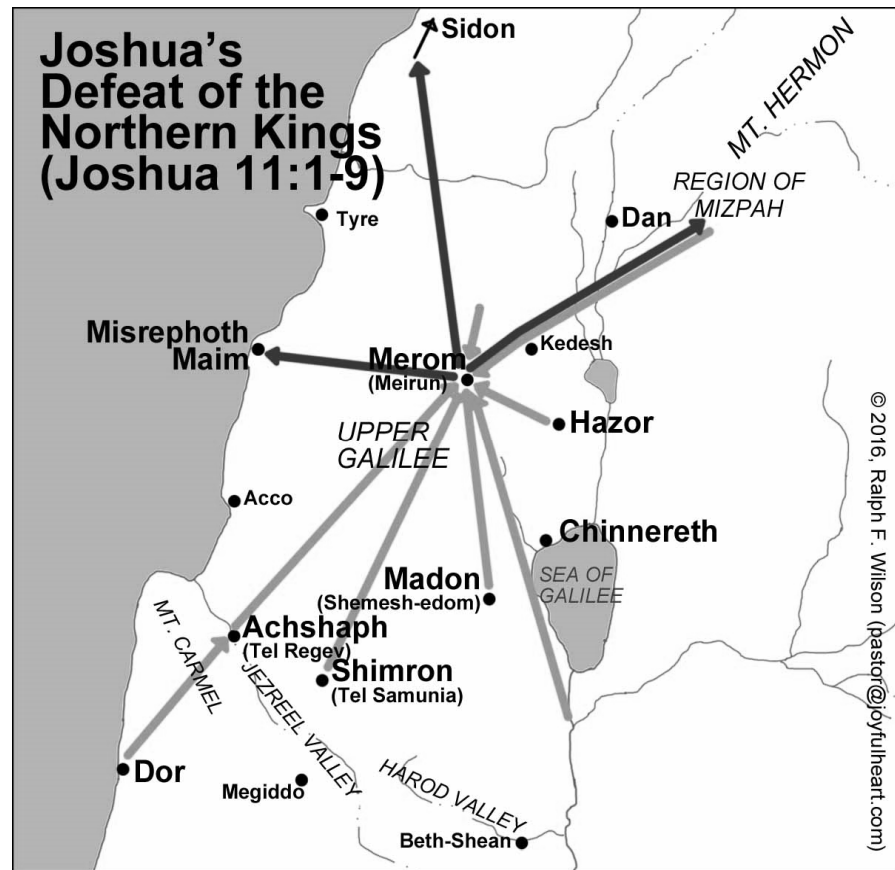 Joshua's
Defeat of the
Northern Kings
(Joshua 11:1-9)
Sidon
MT. HERMON
REGION OF
MIZPAH
Tyre
Dan
Misrephoth
Maim
Merom
(Meirun)
Kedesh
UPPER
GALILEE
Hazor
Acco
Chinnereth
Madon
(Shemesh-edom)
SEA OF
GALILEE
MT. CARMEL
Achshaph
(Tel Regev)
Shimron
(Tel Samunia)
JEZREEL VALLEY
Dor
Megiddo
HAROD VALLEY
Beth-Shean
© 2016, Ralph F. Wilson (pastor@joyfulheart.com)